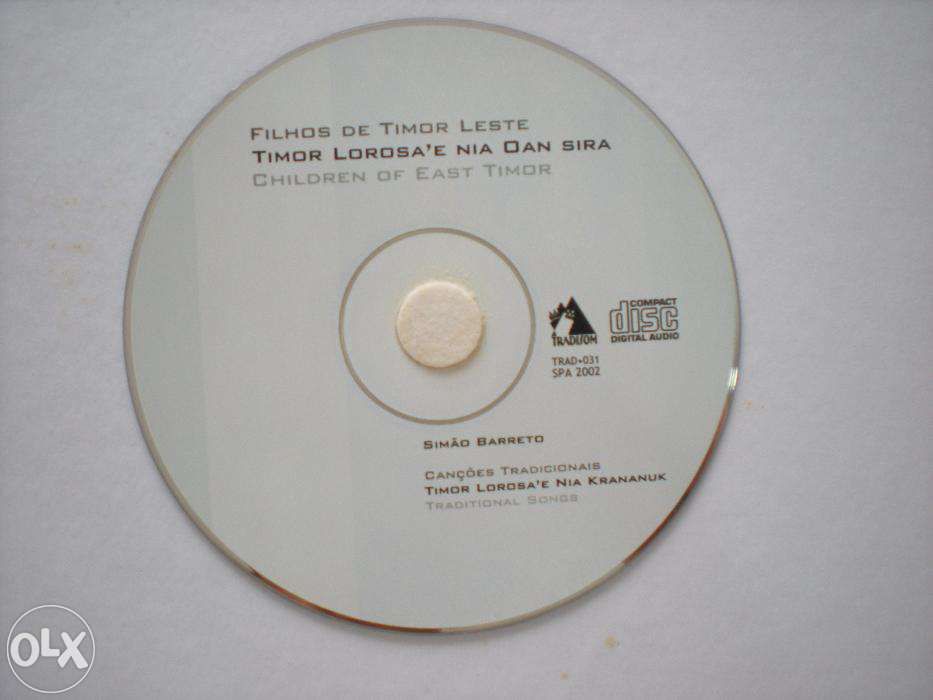 FILHOS DE TIMOR LESTE
TIMOR LOROSA'E NIA OAN SIRA
CHILDREN OF EAST TIMOR
TRADISOM
COMPACT
disc
DIGITAL AUDIO
TRAD•031
SPA 2002
SIMÃO BARRETO
CANÇÕES TRADICIONAIS
TIMOR LOROSA'E NIA KRANANUK
TRADITIONAL SONGS
OLX